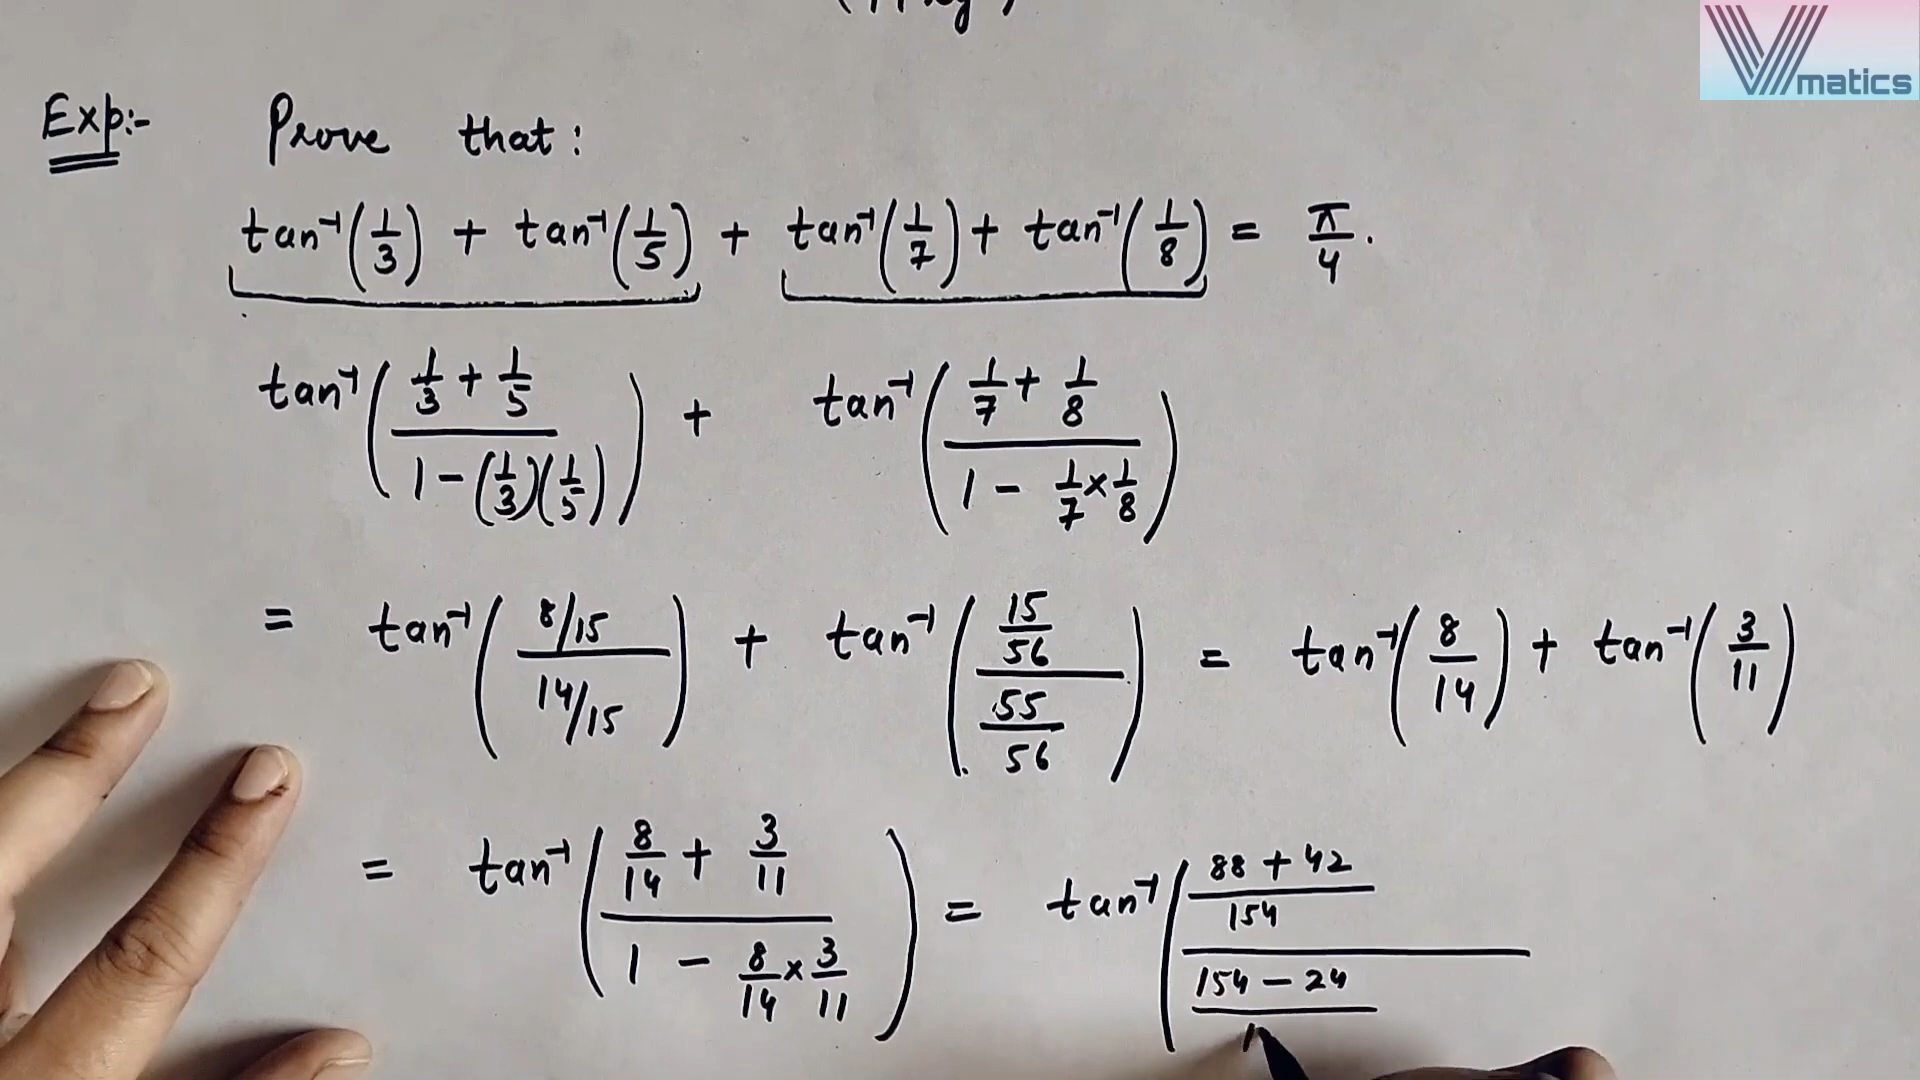 Vmatics
Exp:- Prove that:
tan⁻¹(1/3) + tan⁻¹(1/5) + tan⁻¹(1/7) + tan⁻¹(1/8) = π/4.
tan⁻¹((1/3 + 1/5)/(1-(1/3)(1/5))) + tan⁻¹((1/7 + 1/8)/(1 - 1/7×1/8))
= tan⁻¹((8/15)/(14/15)) + tan⁻¹((15/56)/(55/56)) = tan⁻¹(8/14) + tan⁻¹(3/11)
= tan⁻¹((8/14 + 3/11)/(1 - 8/14×3/11)) = tan⁻¹(((88+42)/154)/((154-24)/1